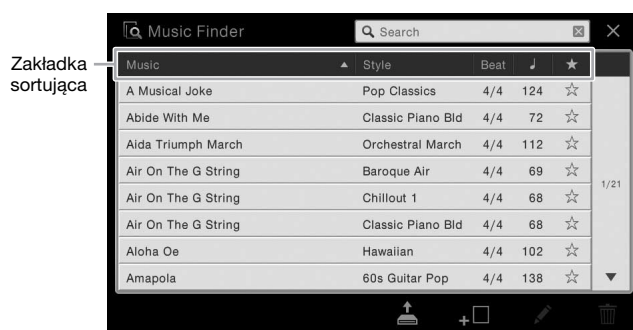 Music Finder Search
Zakładka
sortująca
Music Style Beat
A Musical Joke Pop Classics 4/4 124
Abide With Me Classic Piano Bld 4/4 72
Aida Triumph March Orchestral March 4/4 112
Air On The G String Baroque Air 4/4 69
1/21
Air On The G String Chillout 1 4/4 68
Air On The G String Classic Piano Bld 4/4 68
Aloha Oe Hawaiian 4/4 102
Amapola 60s Guitar Pop 4/4 138